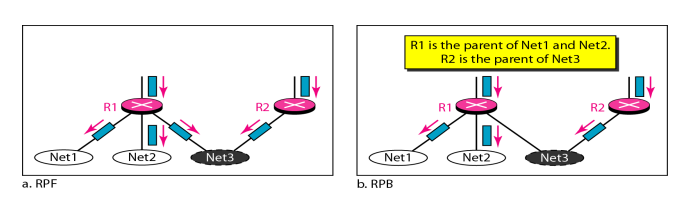 R1 is the parent of Net1 and Net2.
R2 is the parent of Net3
R1
R2
Net1
Net2
Net3
a. RPF
R1
R2
Net1
Net2
Net3
b. RPB